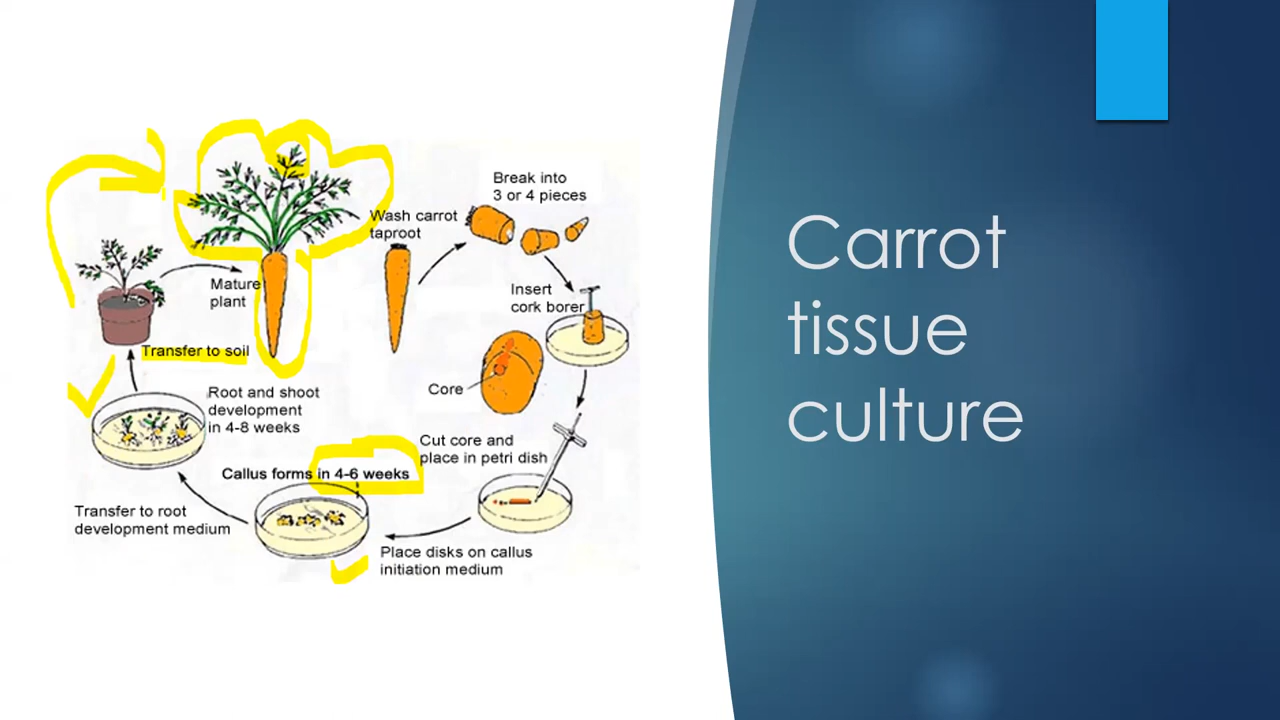 Break into
3 or 4 pieces
Wash carrot
taproot
Mature
plant
Insert
cork borer
Transfer to soil
Core
Root and shoot
development
in 4-8 weeks
Cut core and
place in petri dish
Callus forms in 4-6 weeks
Transfer to root
development medium
Place disks on callus
initiation medium
Carrot
tissue
culture